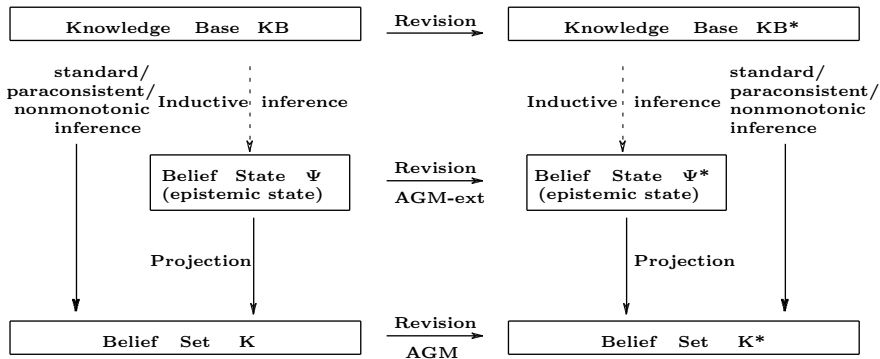 Knowledge Base KB
Revision
Knowledge Base KB*
standard/
paraconsistent/
nonmonotonic
inference
Inductive inference
Inductive inference
standard/
paraconsistent/
nonmonotonic
inference
Belief State Ψ
(epistemic state)
Revision
AGM-ext
Belief State Ψ*
(epistemic state)
Projection
Projection
Belief Set K
Revision
AGM
Belief Set K*